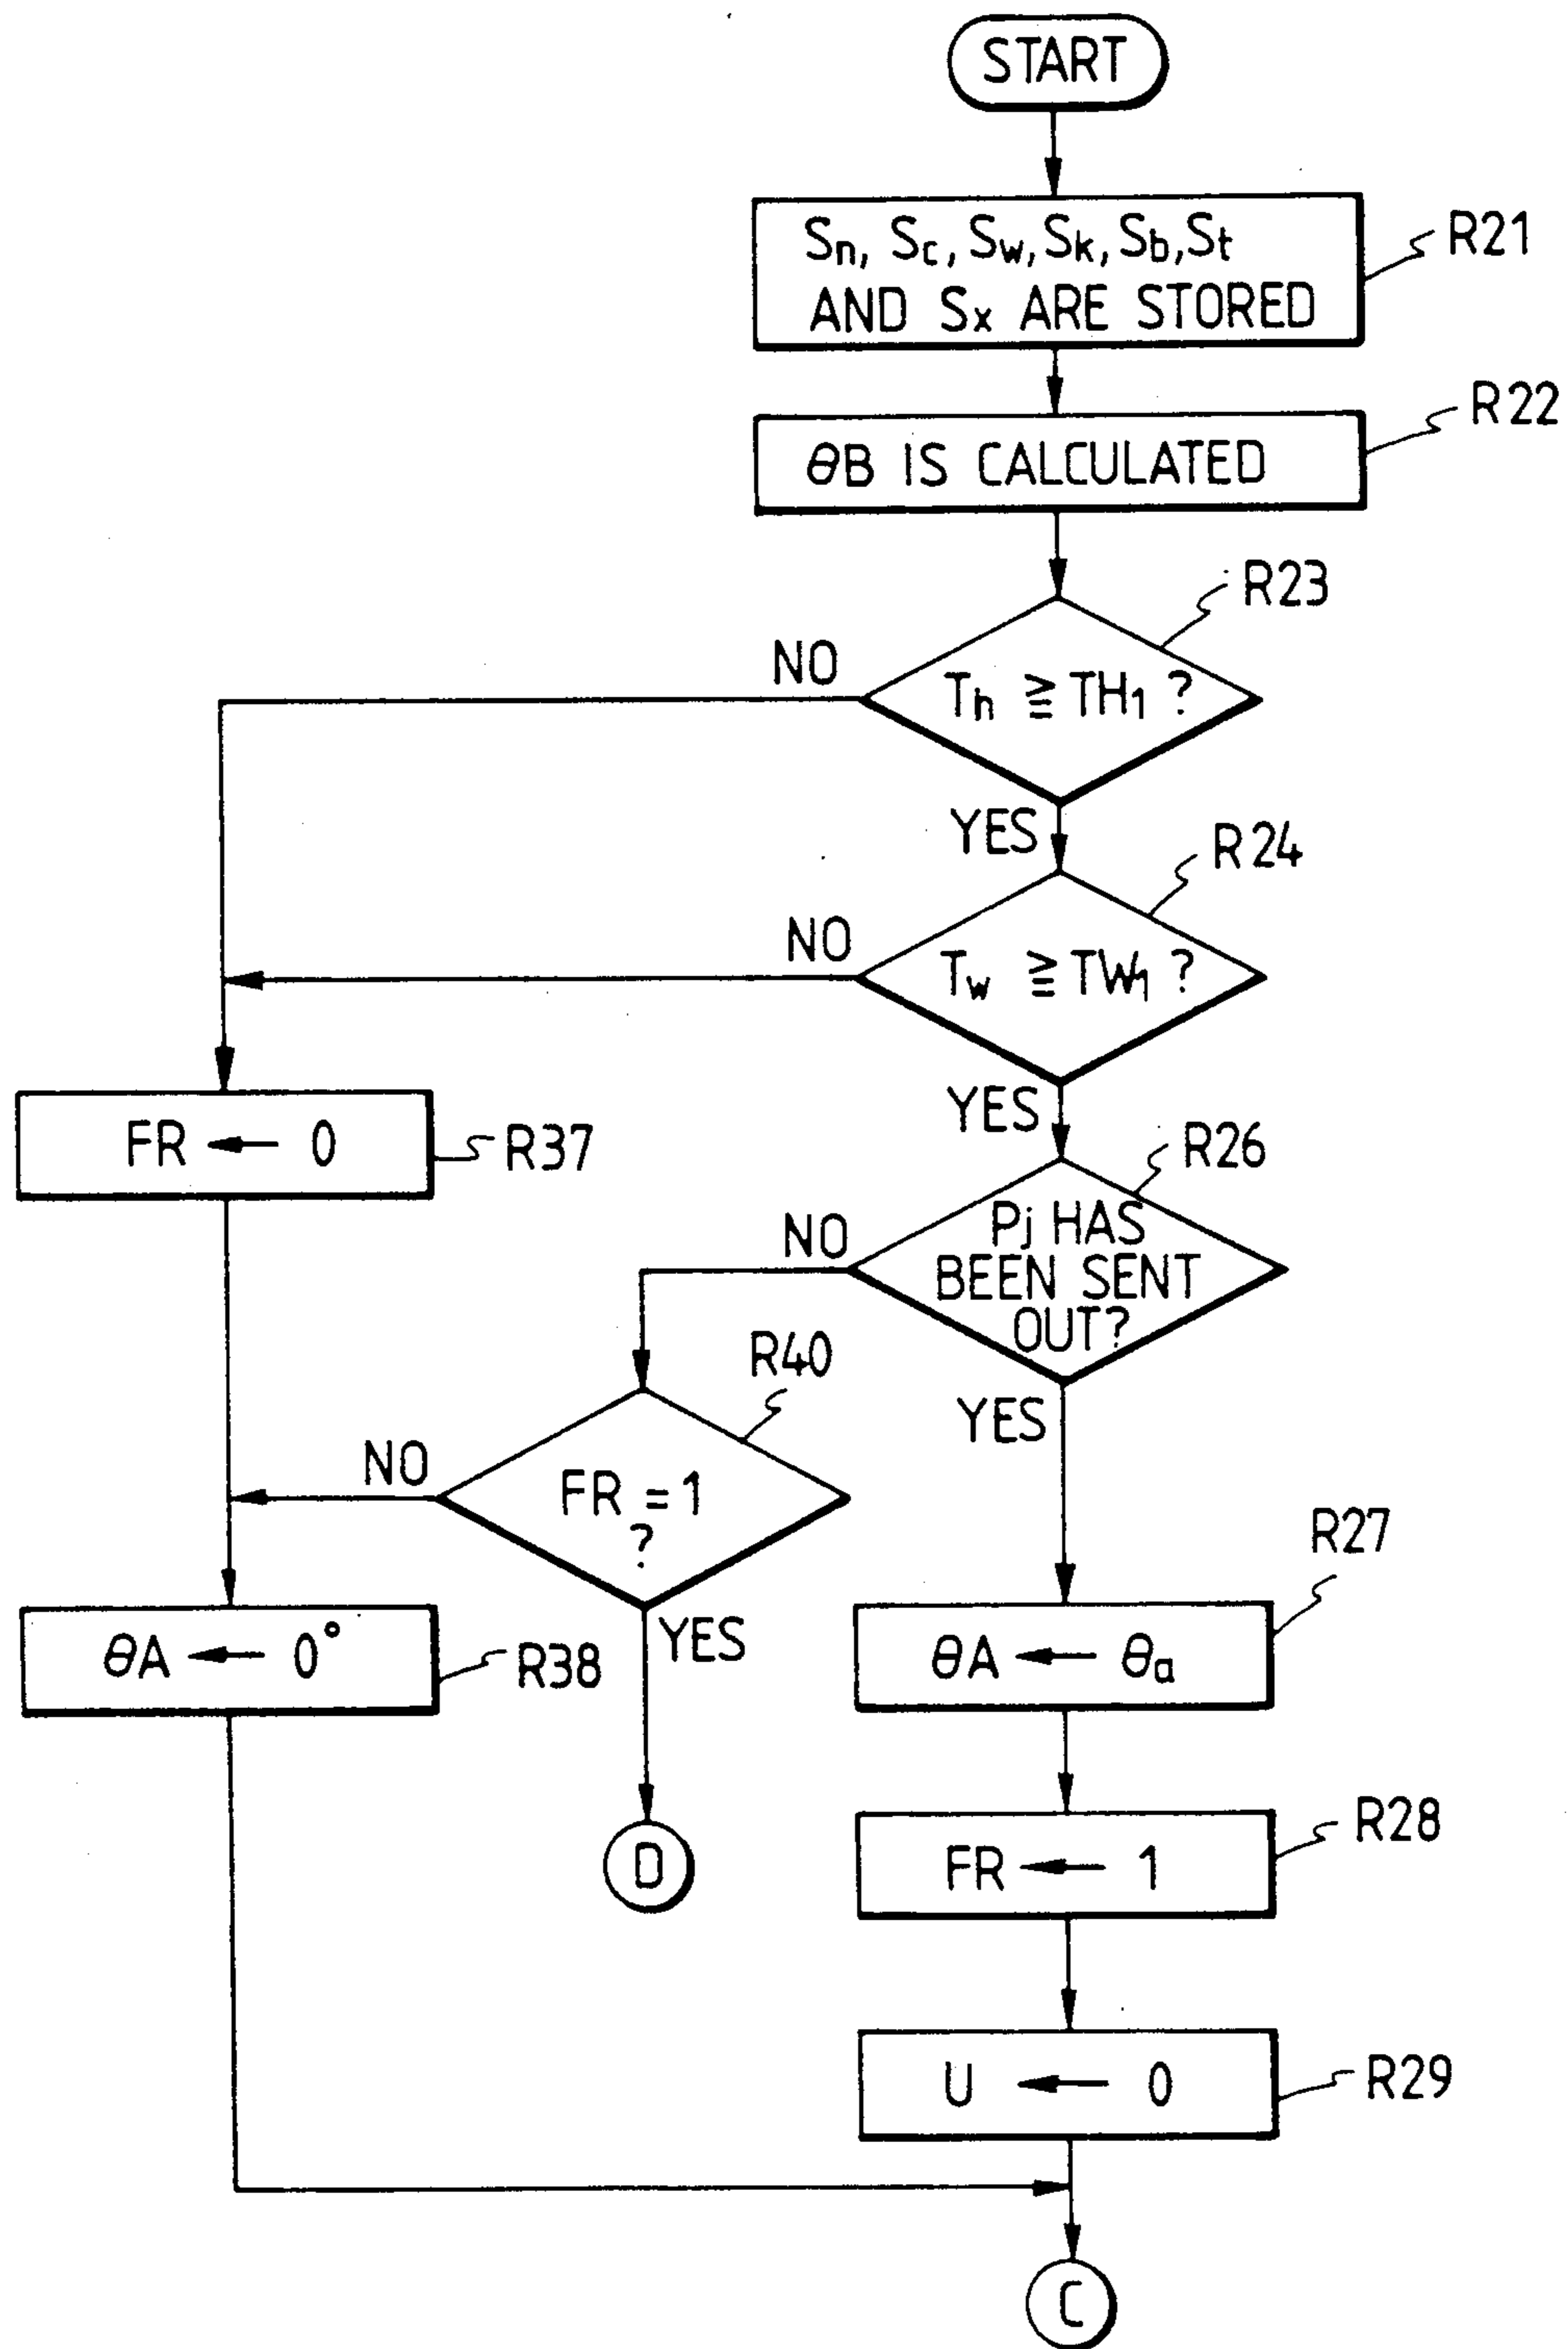 START
Sn, Sc, Sw, Sk, Sb, St
AND Sx ARE STORED
R21
θB IS CALCULATED
R22
R23
NO
Th ≧ TH1 ?
YES
R24
NO
Tw ≧ TW1 ?
YES
R26
FR ← 0
R37
NO
Pj HAS
BEEN SENT
OUT?
R40
YES
NO
FR = 1
?
R27
YES
θA ← 0°
R38
θA ← θa
R28
D
FR ← 1
U ← 0
R29
C